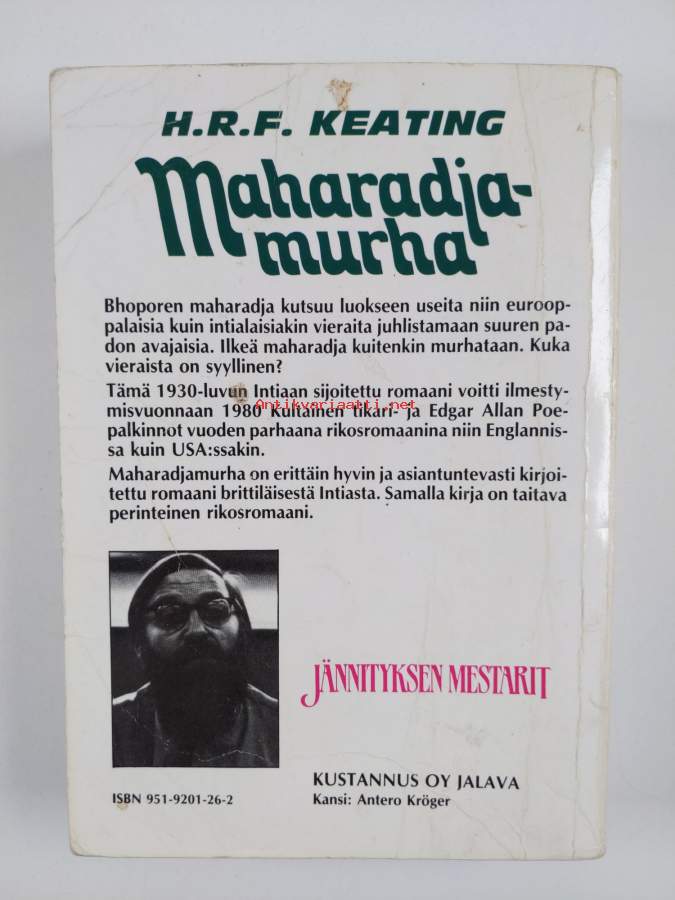 H.R.F. KEATING
Maharadja-
murha
Bhoporen maharadja kutsuu luokseen useita niin euroop-
palaisia kuin intialaisiakin vieraita juhlistamaan suuren pa-
don avajaisia. Ilkeä maharadja kuitenkin murhataan. Kuka
vieraista on syyllinen?
Tämä 1930-luvun Intiaan sijoitettu romaani voitti ilmesty-
misvuonnaan 1980 Kultainen tikari- ja Edgar Allan Poe-
palkinnot vuoden parhaana rikosromaanina niin Englannis-
sa kuin USA:ssakin.
Maharadjamurha on erittäin hyvin ja asiantuntevasti kirjoi-
tettu romaani brittiläisestä Intiasta. Samalla kirja on taitava
perinteinen rikosromaani.
Antikvariaatti.net
JÄNNITYKSEN MESTARIT
KUSTANNUS OY JALAVA
ISBN 951-9201-26-2
Kansi: Antero Kröger